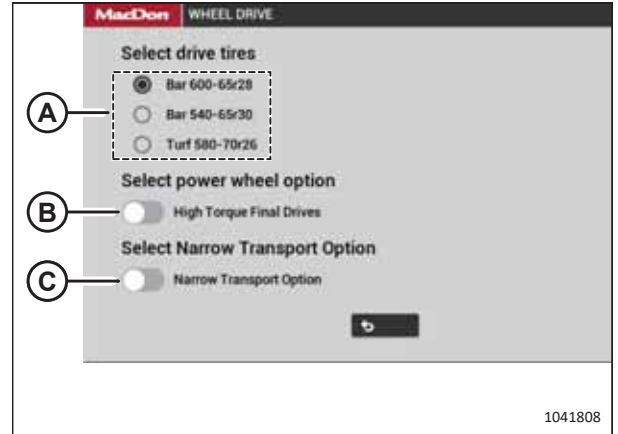 MacDon WHEEL DRIVE
Select drive tires
Bar 600-65r28
A
Bar 540-65r30
Turf 580-70r26
Select power wheel option
B
High Torque Final Drives
Select Narrow Transport Option
C
Narrow Transport Option
1041808